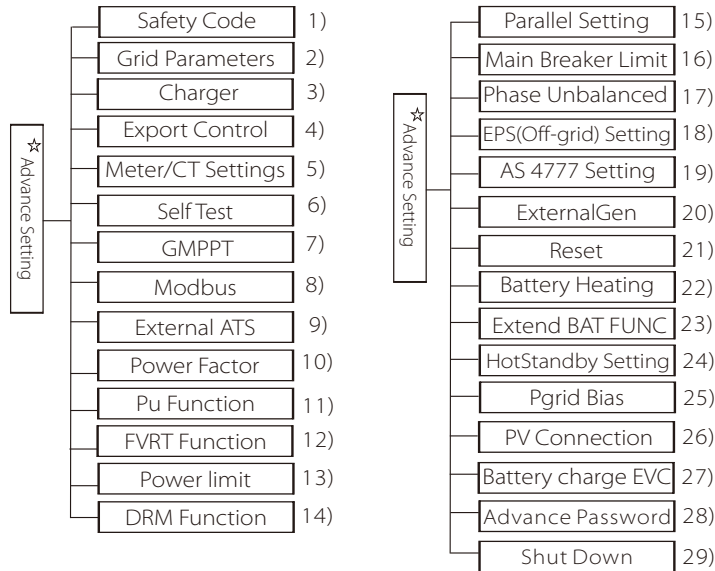 ☆ Advance Setting
Safety Code 1)
Grid Parameters 2)
Charger 3)
Export Control 4)
Meter/CT Settings 5)
Self Test 6)
GMPPT 7)
Modbus 8)
External ATS 9)
Power Factor 10)
Pu Function 11)
FVRT Function 12)
Power limit 13)
DRM Function 14)
☆ Advance Setting
Parallel Setting 15)
Main Breaker Limit 16)
Phase Unbalanced 17)
EPS(Off-grid) Setting 18)
AS 4777 Setting 19)
ExternalGen 20)
Reset 21)
Battery Heating 22)
Extend BAT FUNC 23)
HotStandby Setting 24)
Pgrid Bias 25)
PV Connection 26)
Battery charge EVC 27)
Advance Password 28)
Shut Down 29)